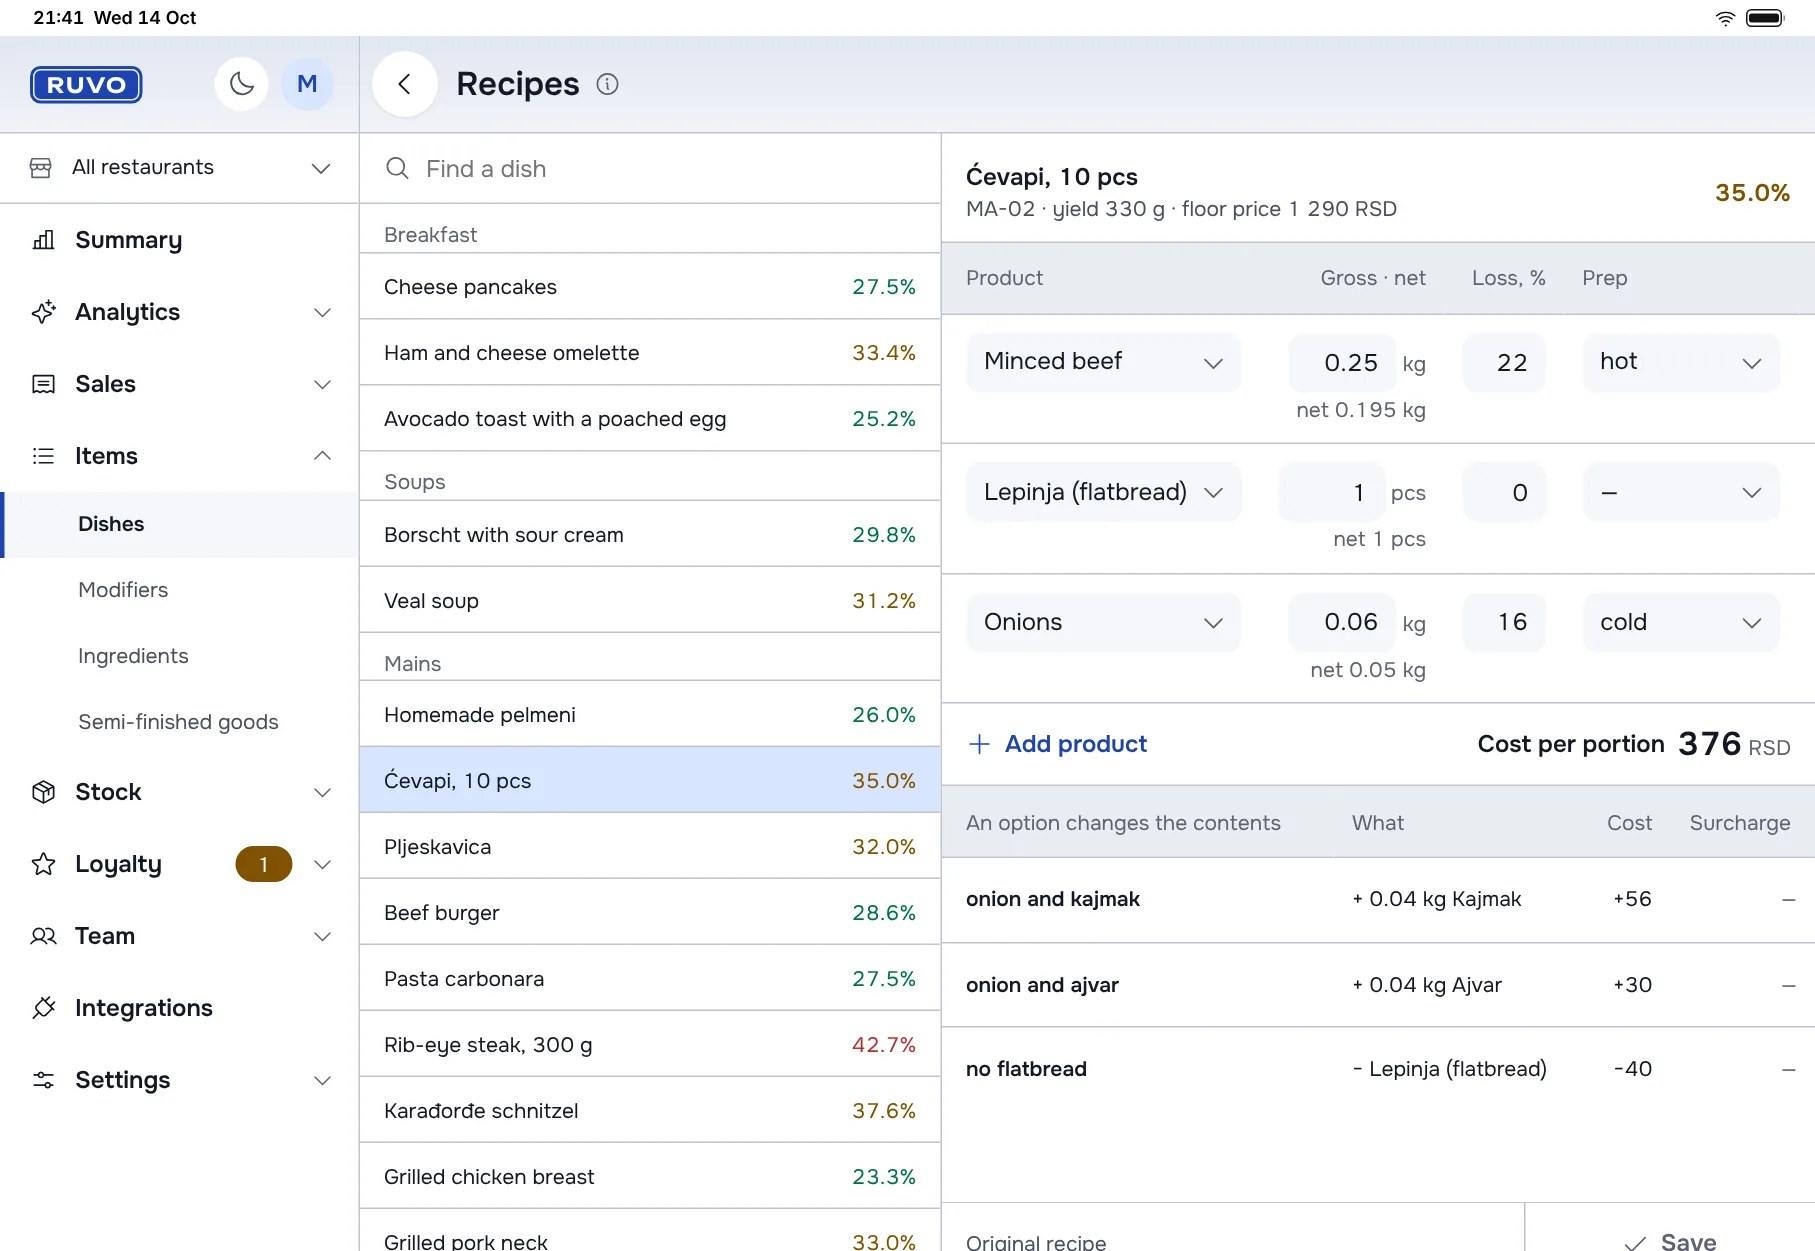 21:41 Wed 14 Oct
RUVO
M
Recipes
All restaurants
Summary
Analytics
Sales
Items
Dishes
Modifiers
Ingredients
Semi-finished goods
Stock
Loyalty 1
Team
Integrations
Settings
Find a dish
Breakfast
Cheese pancakes 27.5%
Ham and cheese omelette 33.4%
Avocado toast with a poached egg 25.2%
Soups
Borscht with sour cream 29.8%
Veal soup 31.2%
Mains
Homemade pelmeni 26.0%
Ćevapi, 10 pcs 35.0%
Pljeskavica 32.0%
Beef burger 28.6%
Pasta carbonara 27.5%
Rib-eye steak, 300 g 42.7%
Karađorđe schnitzel 37.6%
Grilled chicken breast 23.3%
Grilled pork neck 33.0%
Ćevapi, 10 pcs
MA-02 · yield 330 g · floor price 1 290 RSD
35.0%
Product Gross · net Loss, % Prep
Minced beef 0.25 kg 22 hot
net 0.195 kg
Lepinja (flatbread) 1 pcs 0 –
net 1 pcs
Onions 0.06 kg 16 cold
net 0.05 kg
+ Add product Cost per portion 376 RSD
An option changes the contents What Cost Surcharge
onion and kajmak + 0.04 kg Kajmak +56 –
onion and ajvar + 0.04 kg Ajvar +30 –
no flatbread − Lepinja (flatbread) −40 –
Original recipe Save